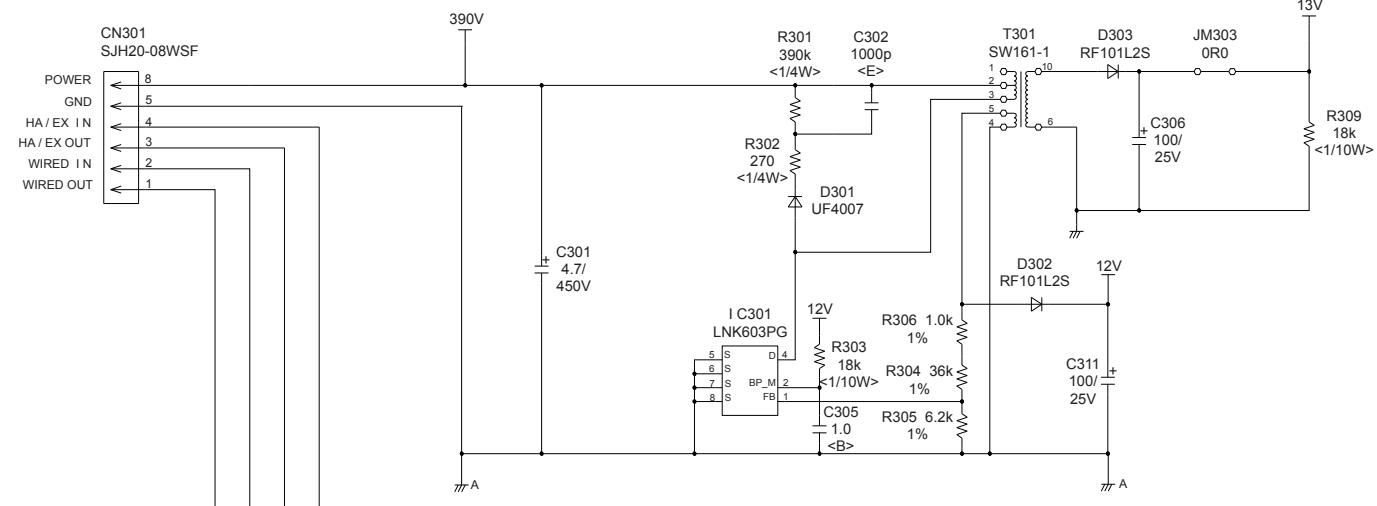 CN301
SJH20-08WSF
POWER 8
GND 5
HA / EX I N 4
HA / EX OUT 3
WIRED I N 2
WIRED OUT 1
390V
C301
4.7/
450V
R301
390k
<1/4W>
C302
1000p
<E>
R302
270
<1/4W>
D301
UF4007
I C301
LNK603PG
5 S
6 S
7 S
8 S
D 4
BP_M 2
FB 1
12V
R303
18k
<1/10W>
C305
1.0
<B>
R306 1.0k
1%
R304 36k
1%
R305 6.2k
1%
T301
SW161-1
1
2
3
5
4
10
6
D303
RF101L2S
JM303
0R0
13V
C306
100/
25V
R309
18k
<1/10W>
D302
RF101L2S
12V
C311
100/
25V
A
A
+
+
+